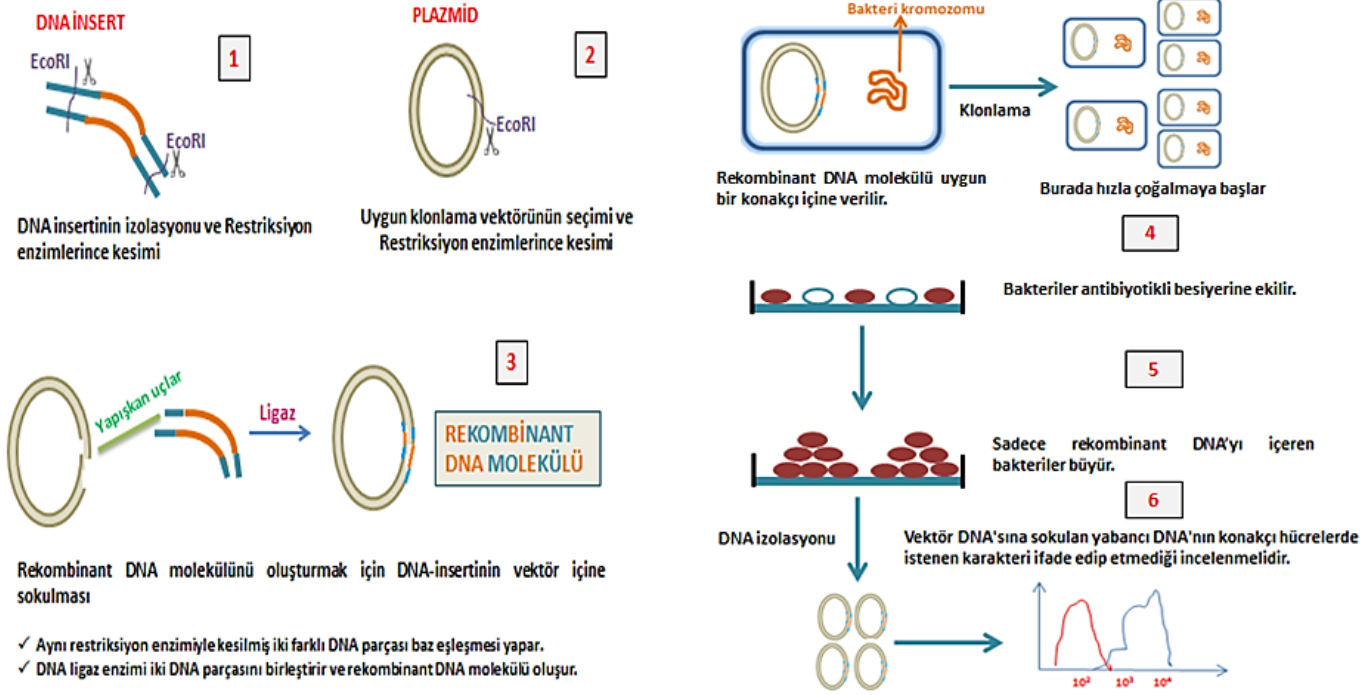 DNA İNSERT
1
EcoRI
EcoRI
DNA insertinin izolasyonu ve Restriksiyon
enzimlerince kesimi
PLAZMİD
2
EcoRI
Uygun klonlama vektörünün seçimi ve
Restriksiyon enzimlerince kesimi
3
Yapışkan uçlar
Ligaz
REKOMBİNANT
DNA MOLEKÜLÜ
Rekombinant DNA molekülünü oluşturmak için DNA-insertinin vektör içine
sokulması
✓ Aynı restriksiyon enzimiyle kesilmiş iki farklı DNA parçası baz eşleşmesi yapar.
✓ DNA ligaz enzimi iki DNA parçasını birleştirir ve rekombinant DNA molekülü oluşur.
Bakteri kromozomu
Klonlama
Rekombinant DNA molekülü uygun
bir konakçı içine verilir.
Burada hızla çoğalmaya başlar
4
Bakteriler antibiyotikli besiyerine ekilir.
5
Sadece rekombinant DNA'yı içeren
bakteriler büyür.
6
DNA izolasyonu
Vektör DNA'sına sokulan yabancı DNA'nın konakçı hücrelerde
istenen karakteri ifade edip etmediği incelenmelidir.
10² 10³ 10⁴